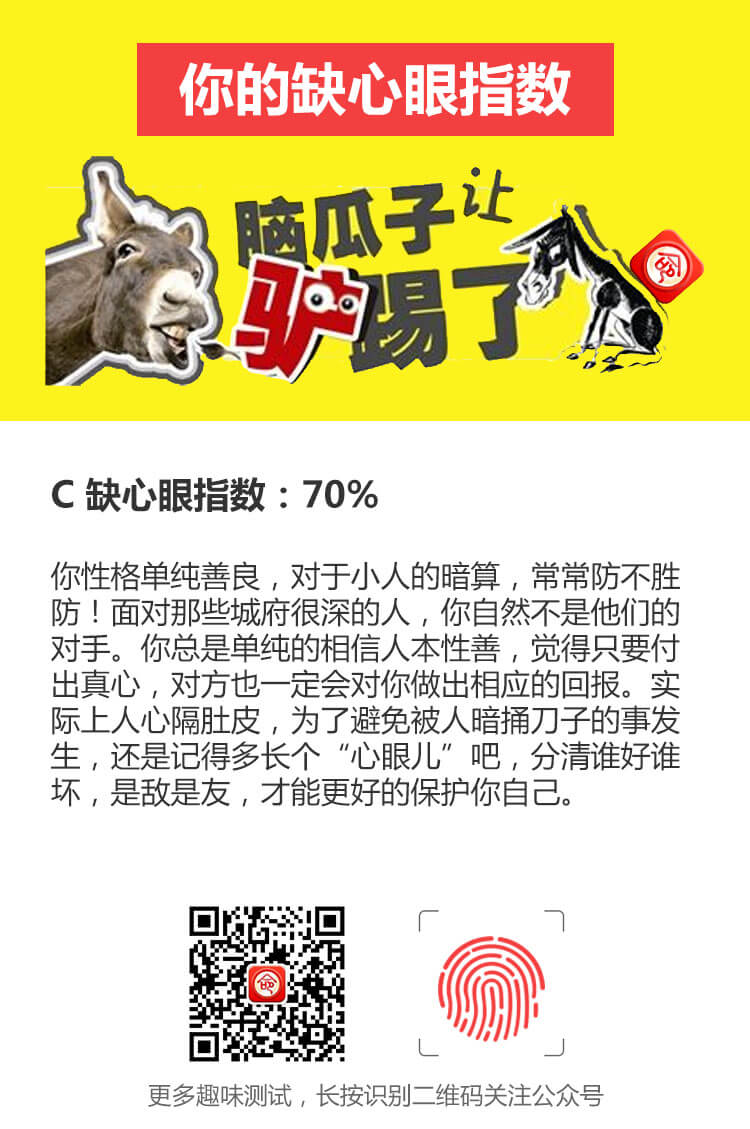 你的缺心眼指数
脑瓜子让
驴踢了
C 缺心眼指数：70%
你性格单纯善良，对于小人的暗算，常常防不胜
防！面对那些城府很深的人，你自然不是他们的
对手。你总是单纯的相信人本性善，觉得只要付
出真心，对方也一定会对你做出相应的回报。实
际上人心隔肚皮，为了避免被人暗捅刀子的事发
生，还是记得多长个“心眼儿”吧，分清谁好谁
坏，是敌是友，才能更好的保护你自己。
更多趣味测试，长按识别二维码关注公众号